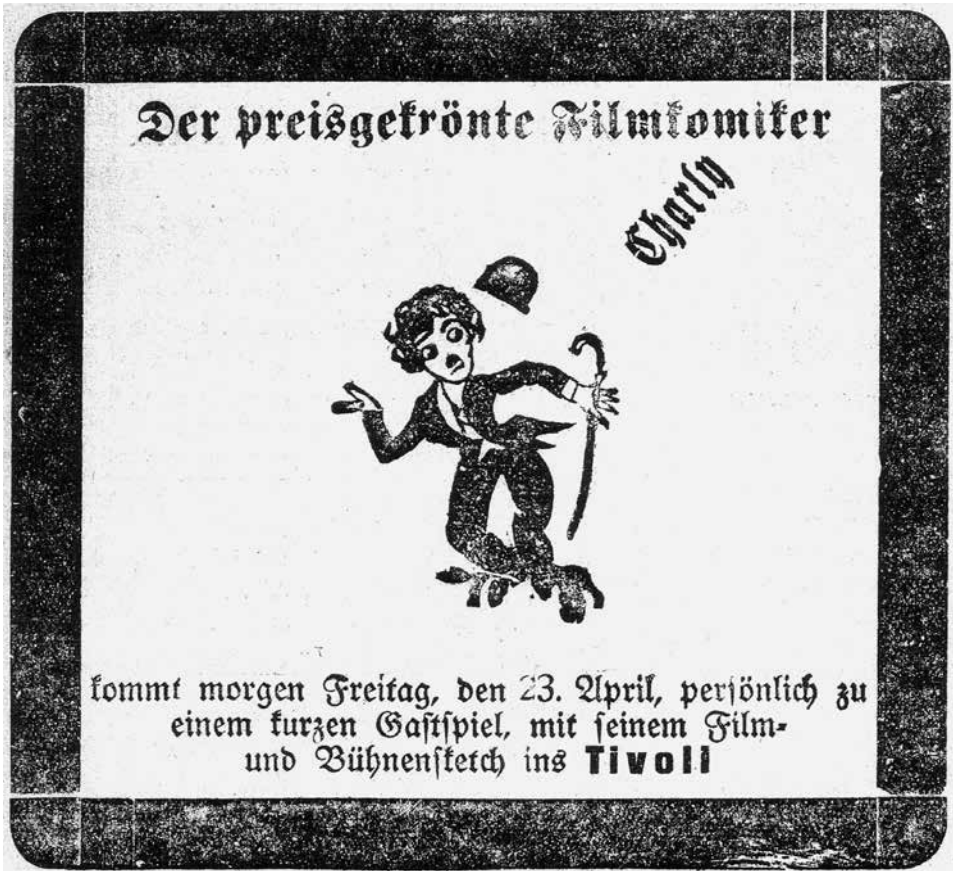 Der preisgekrönte Filmkomiker
Charly
kommt morgen Freitag, den 23. April, persönlich zu
einem kurzen Gastspiel, mit seinem Film-
und Bühnensketch ins Tivoli